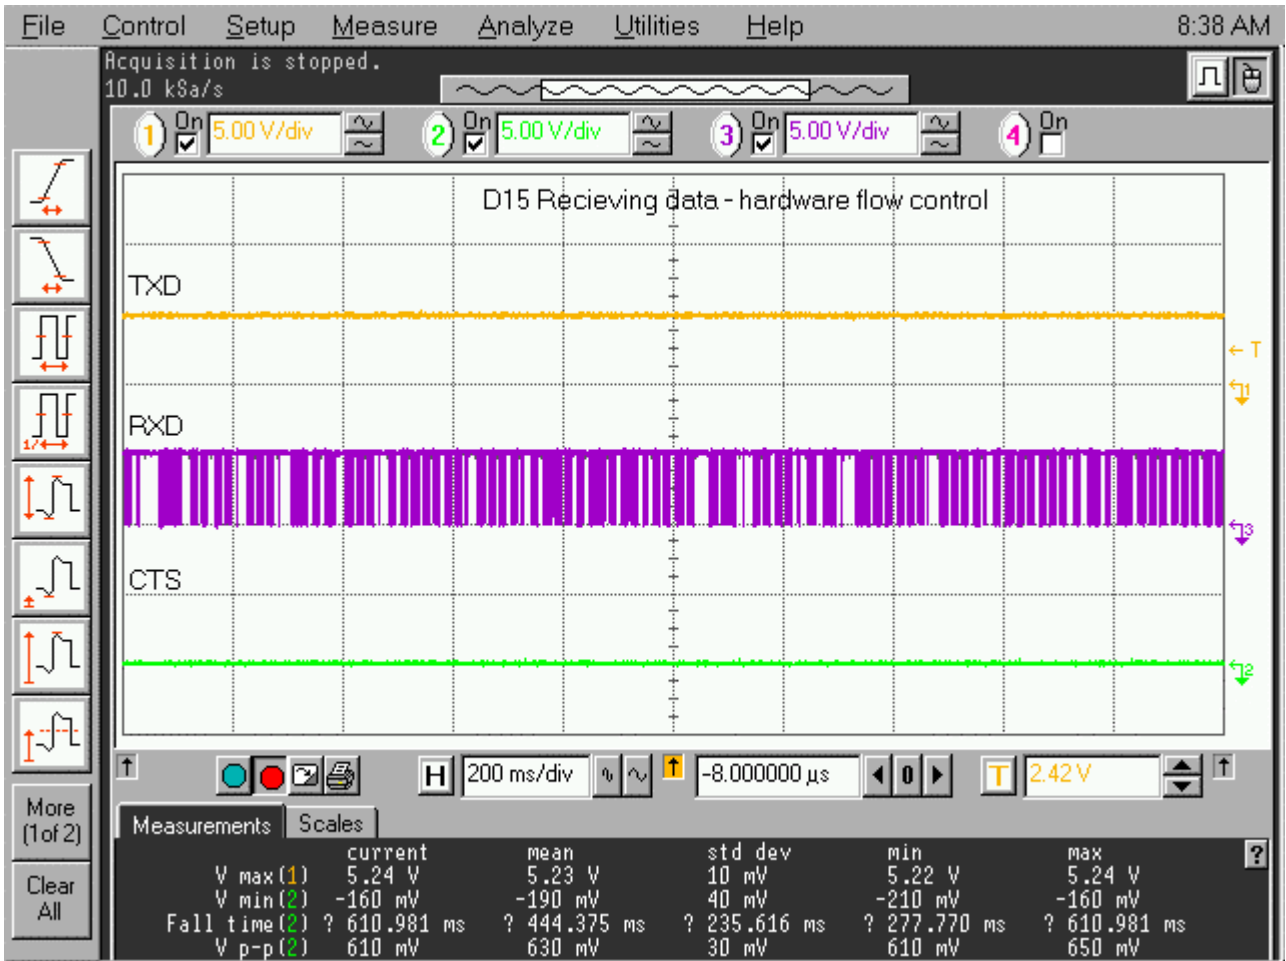 File Control Setup Measure Analyze Utilities Help 8:38 AM
Acquisition is stopped.
10.0 kSa/s
1 On 5.00 V/div 2 On 5.00 V/div 3 On 5.00 V/div 4 On
D15 Recieving data - hardware flow control
TXD
T
1
RXD
3
CTS
2
1/
H 200 ms/div -8.000000 µs 0 T 2.42 V
More
(1of 2)
Clear
All
Measurements Scales
current mean std dev min max ?
V max(1) 5.24 V 5.23 V 10 mV 5.22 V 5.24 V
V min(2) -160 mV -190 mV 40 mV -210 mV -160 mV
Fall time(2) ? 610.981 ms ? 444.375 ms ? 235.616 ms ? 277.770 ms ? 610.981 ms
V p-p(2) 610 mV 630 mV 30 mV 610 mV 650 mV